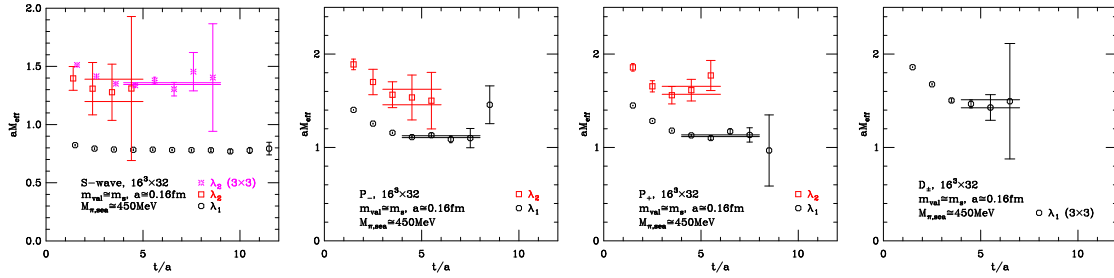 2.0
1.6
1.2
0.8
0.4
0.0
aM_eff
S−wave, 16³×32
m_val≃m_s, a≃0.16fm
M_π,sea≃450MeV
λ₂ (3×3)
λ₂
λ₁
0
5
10
t/a
2
1
0
aM_eff
P₋, 16³×32
m_val≃m_s, a≃0.16fm
M_π,sea≃450MeV
λ₂
λ₁
0
5
10
t/a
2
1
0
aM_eff
P₊, 16³×32
m_val≃m_s, a≃0.16fm
M_π,sea≃450MeV
λ₂
λ₁
0
5
10
t/a
2
1
0
aM_eff
D±, 16³×32
m_val≃m_s, a≃0.16fm
M_π,sea≃450MeV
λ₁ (3×3)
0
5
10
t/a